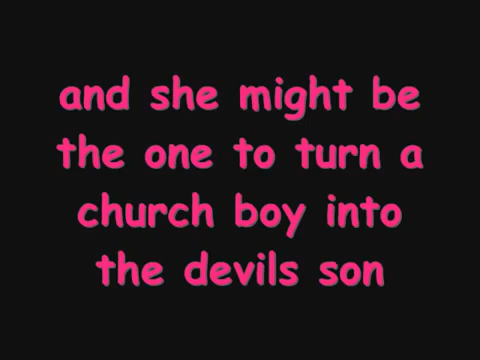 and she might be
the one to turn a
church boy into
the devils son